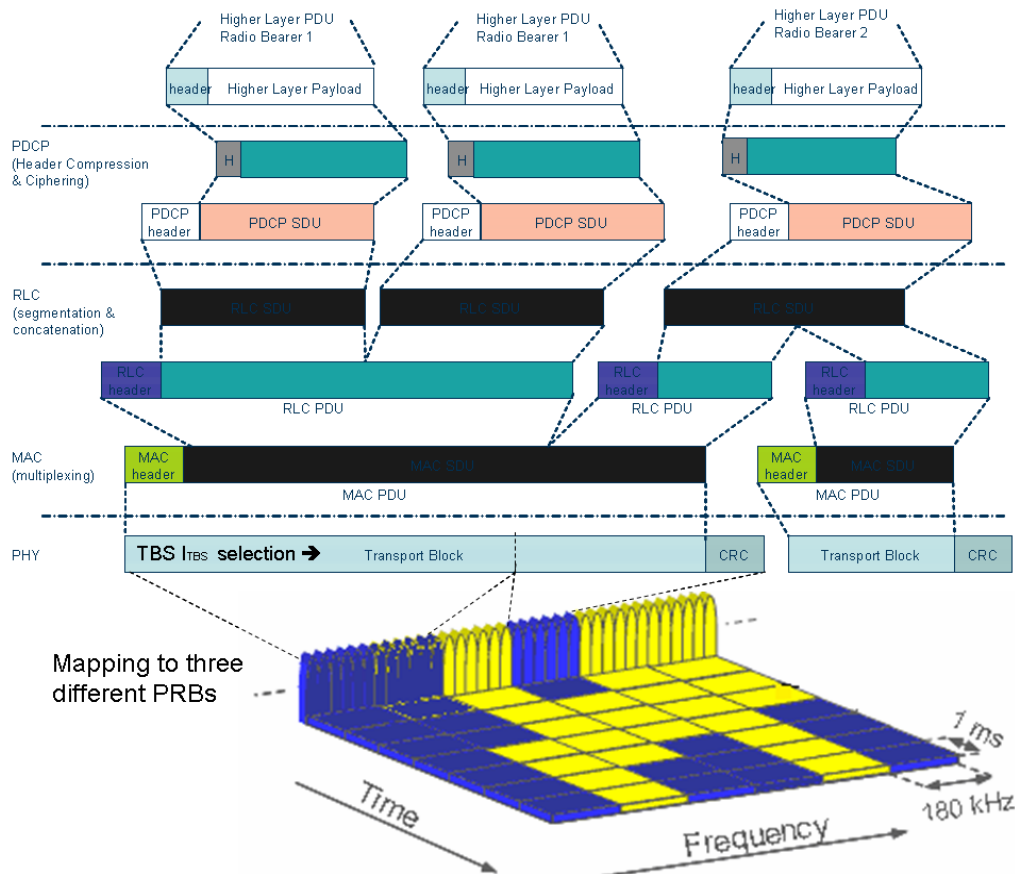 Higher Layer PDU
Radio Bearer 1
Higher Layer PDU
Radio Bearer 1
Higher Layer PDU
Radio Bearer 2
header
Higher Layer Payload
header
Higher Layer Payload
header
Higher Layer Payload
PDCP
(Header Compression
& Ciphering)
H
H
H
PDCP
header
PDCP SDU
PDCP
header
PDCP SDU
PDCP
header
PDCP SDU
RLC
(segmentation &
concatenation)
RLC SDU
RLC SDU
RLC SDU
RLC
header
RLC
header
RLC
header
RLC PDU
RLC PDU
RLC PDU
MAC
(multiplexing)
MAC
header
MAC SDU
MAC
header
MAC SDU
MAC PDU
MAC PDU
PHY
TBS ITBS selection ➔
Transport Block
CRC
Transport Block
CRC
Mapping to three
different PRBs
1 ms
180 kHz
Time
Frequency